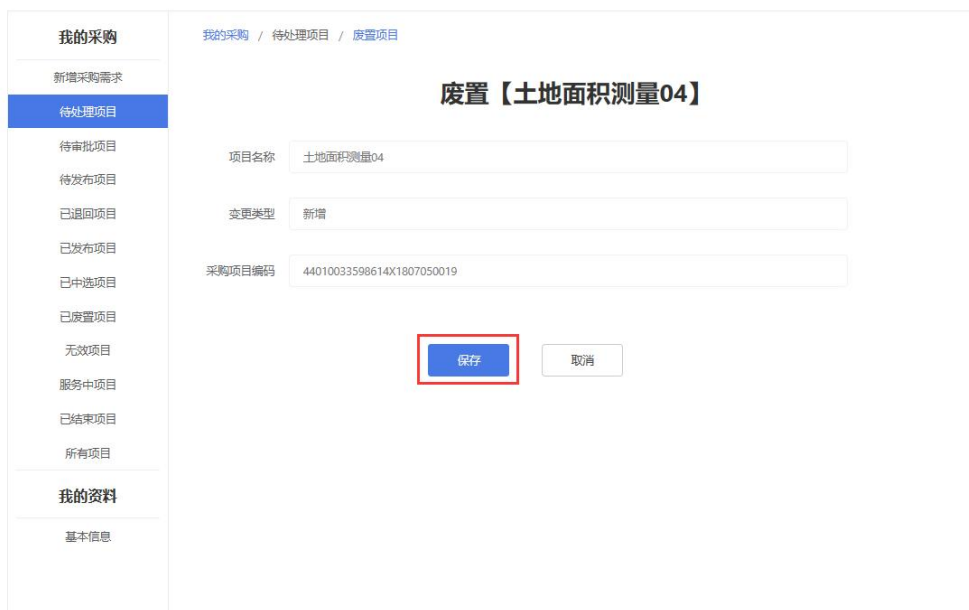 我的采购
新增采购需求
待处理项目
待审批项目
待发布项目
已退回项目
已发布项目
已中选项目
已废置项目
无效项目
服务中项目
已结束项目
所有项目
我的资料
基本信息
我的采购 / 待处理项目 / 废置项目
废置【土地面积测量04】
项目名称 土地面积测量04
变更类型 新增
采购项目编码 44010033598614X1807050019
保存 取消